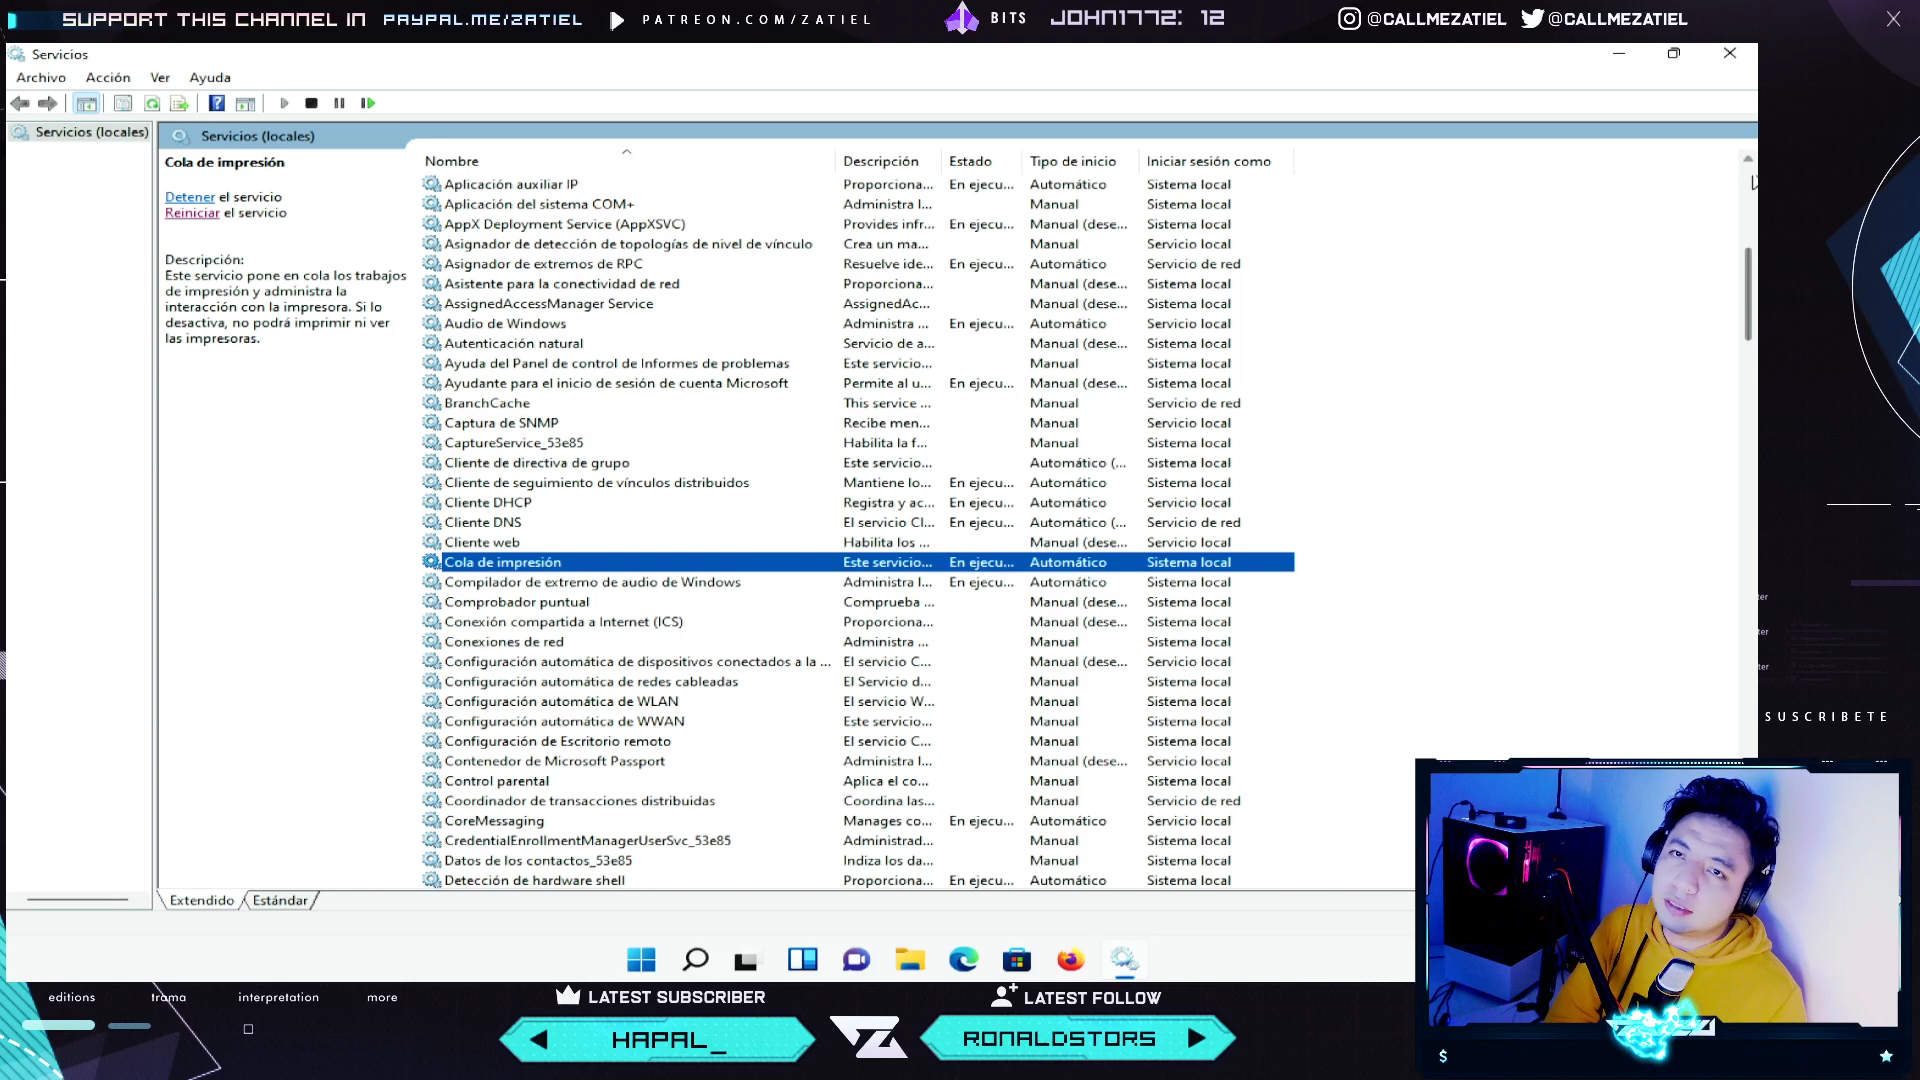 SUPPORT THIS CHANNEL IN PAYPAL.ME/ZATIEL PATREON.COM/ZATIEL BITS JOHN1772: 12 @CALLMEZATIEL @CALLMEZATIEL
Servicios
Archivo Acción Ver Ayuda
Servicios (locales)
Servicios (locales)
Cola de impresión
Detener el servicio
Reiniciar el servicio
Descripción:
Este servicio pone en cola los trabajos
de impresión y administra la
interacción con la impresora. Si lo
desactiva, no podrá imprimir ni ver
las impresoras.
Nombre Descripción Estado Tipo de inicio Iniciar sesión como
Aplicación auxiliar IP Proporciona... En ejecu... Automático Sistema local
Aplicación del sistema COM+ Administra l... Manual Sistema local
AppX Deployment Service (AppXSVC) Provides infr... En ejecu... Manual (dese... Sistema local
Asignador de detección de topologías de nivel de vínculo Crea un ma... Manual Servicio local
Asignador de extremos de RPC Resuelve ide... En ejecu... Automático Servicio de red
Asistente para la conectividad de red Proporciona... Manual (dese... Sistema local
AssignedAccessManager Service AssignedAc... Manual (dese... Sistema local
Audio de Windows Administra ... En ejecu... Automático Servicio local
Autenticación natural Servicio de a... Manual (dese... Sistema local
Ayuda del Panel de control de Informes de problemas Este servicio... Manual Sistema local
Ayudante para el inicio de sesión de cuenta Microsoft Permite al u... En ejecu... Manual (dese... Sistema local
BranchCache This service ... Manual Servicio de red
Captura de SNMP Recibe men... Manual Servicio local
CaptureService_53e85 Habilita la f... Manual Sistema local
Cliente de directiva de grupo Este servicio... Automático (... Sistema local
Cliente de seguimiento de vínculos distribuidos Mantiene lo... En ejecu... Automático Sistema local
Cliente DHCP Registra y ac... En ejecu... Automático Servicio local
Cliente DNS El servicio Cl... En ejecu... Automático (... Servicio de red
Cliente web Habilita los ... Manual (dese... Servicio local
Cola de impresión Este servicio... En ejecu... Automático Sistema local
Compilador de extremo de audio de Windows Administra l... En ejecu... Automático Sistema local
Comprobador puntual Comprueba ... Manual (dese... Sistema local
Conexión compartida a Internet (ICS) Proporciona... Manual (dese... Sistema local
Conexiones de red Administra ... Manual Sistema local
Configuración automática de dispositivos conectados a la ... El servicio C... Manual (dese... Servicio local
Configuración automática de redes cableadas El Servicio d... Manual Sistema local
Configuración automática de WLAN El servicio W... Manual Sistema local
Configuración automática de WWAN Este servicio... Manual Sistema local
Configuración de Escritorio remoto El servicio C... Manual Sistema local
Contenedor de Microsoft Passport Administra l... Manual (dese... Servicio local
Control parental Aplica el co... Manual Sistema local
Coordinador de transacciones distribuidas Coordina las... Manual Servicio de red
CoreMessaging Manages co... En ejecu... Automático Servicio local
CredentialEnrollmentManagerUserSvc_53e85 Administrad... Manual Sistema local
Datos de los contactos_53e85 Indiza los da... Manual Sistema local
Detección de hardware shell Proporciona... En ejecu... Automático Sistema local
Extendido Estándar
ter
ter
ter
SUSCRIBETE
editions trama interpretation more
LATEST SUBSCRIBER LATEST FOLLOW
HAPAL_ RONALDSTORS
$